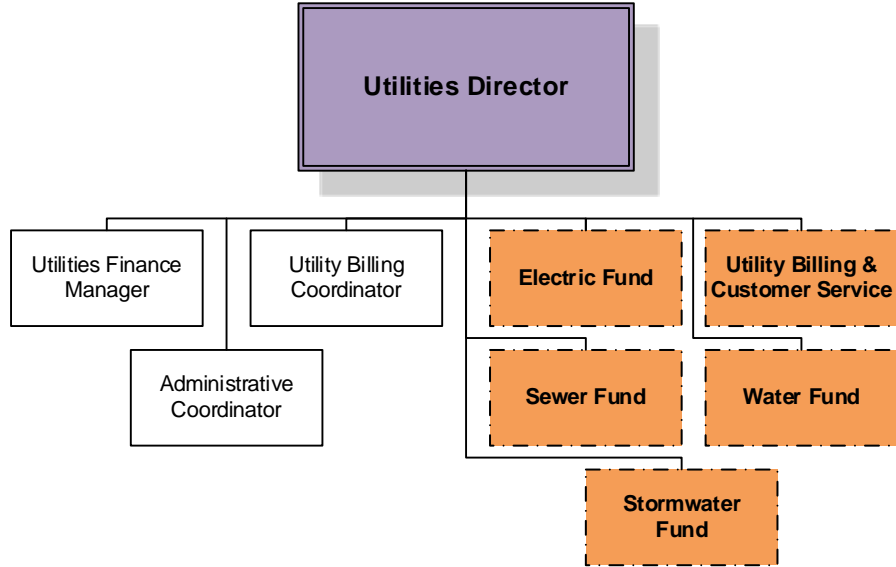 Utilities Director
Utilities Finance
Manager
Utility Billing
Coordinator
Electric Fund
Utility Billing &
Customer Service
Administrative
Coordinator
Sewer Fund
Water Fund
Stormwater
Fund